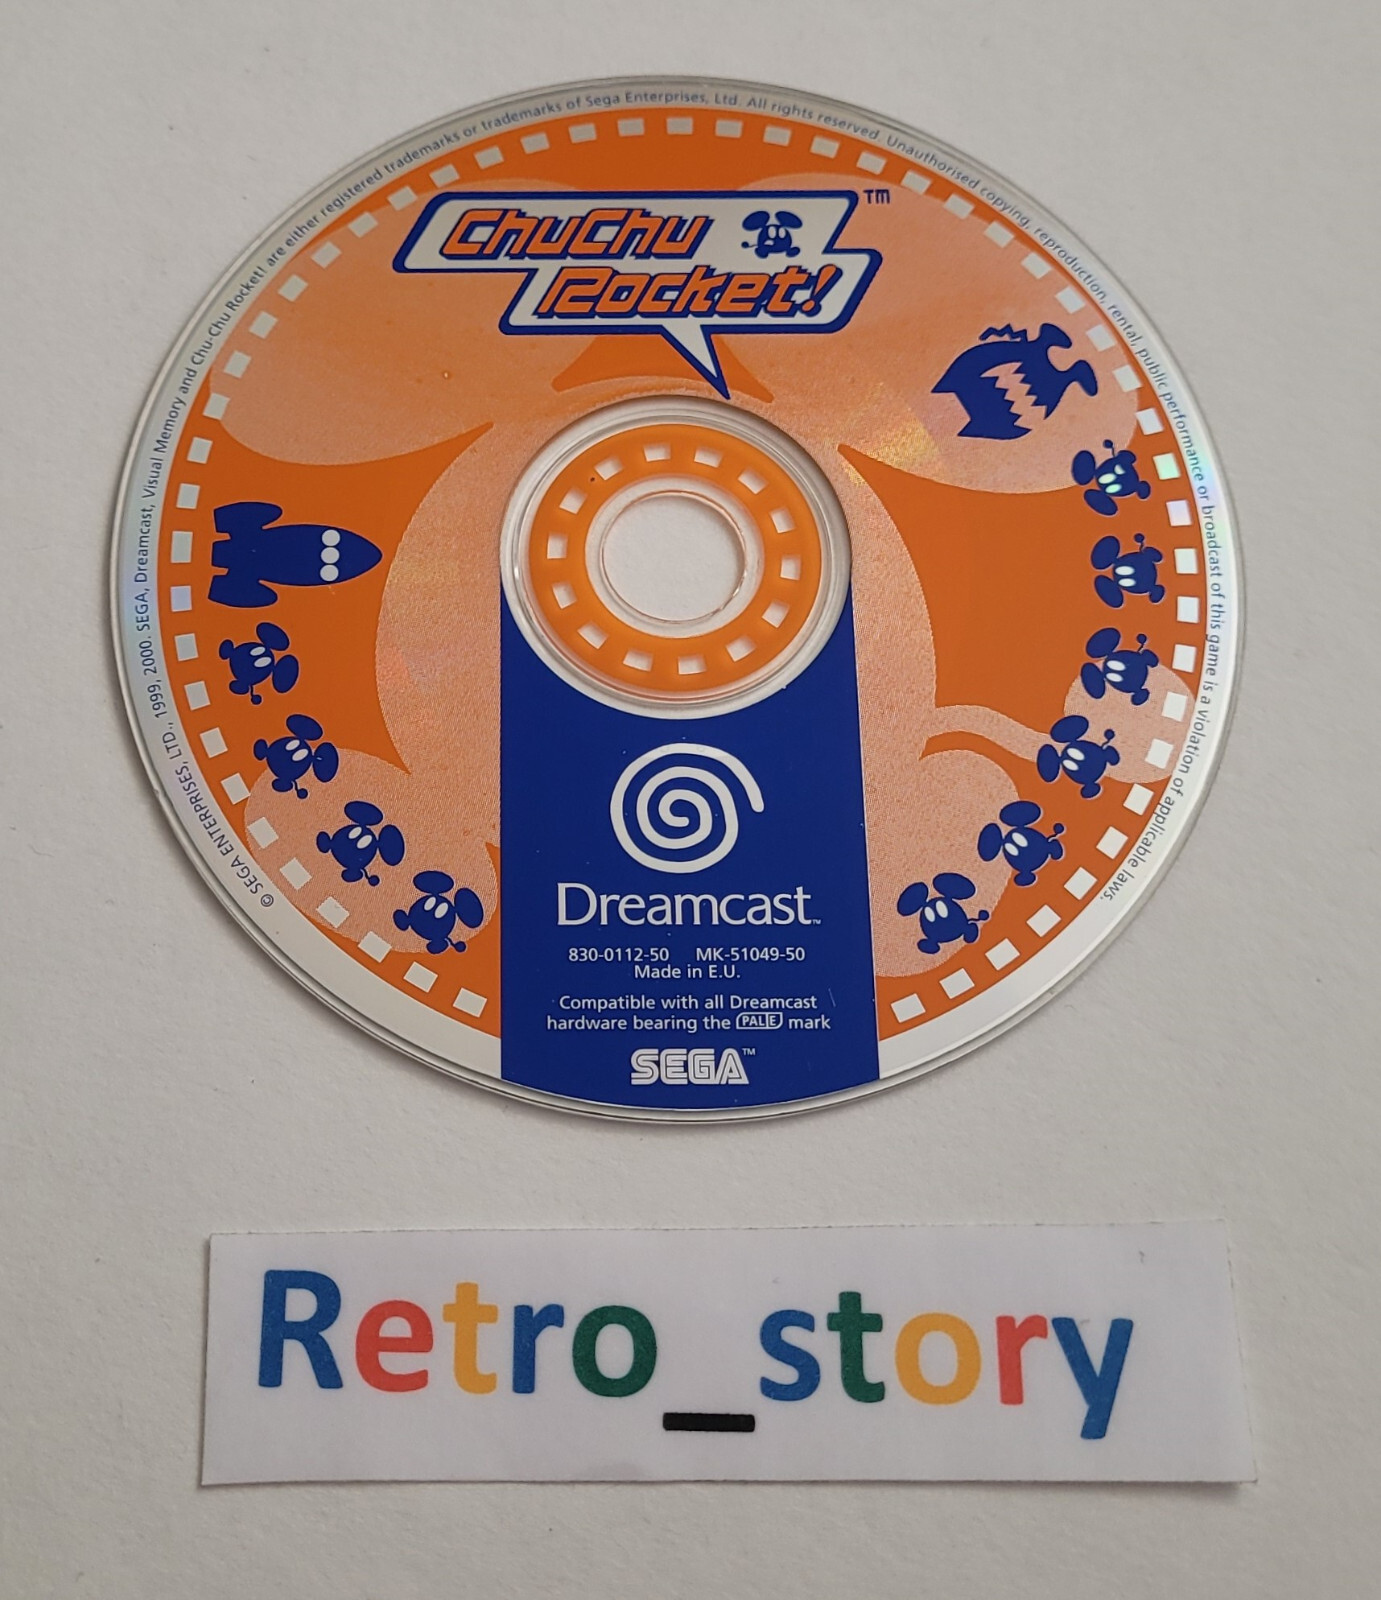 © SEGA ENTERPRISES, LTD., 1999, 2000. SEGA, Dreamcast, Visual Memory and Chu-Chu Rocket! are either registered trademarks or trademarks of Sega Enterprises, Ltd. All rights reserved. Unauthorised copying, reproduction, rental, public performance or broadcast of this game is a violation of applicable laws.
ChuChu
Rocket!™
Dreamcast™
830-0112-50 MK-51049-50
Made in E.U.
Compatible with all Dreamcast
hardware bearing the PAL E mark
SEGA™
Retro_story